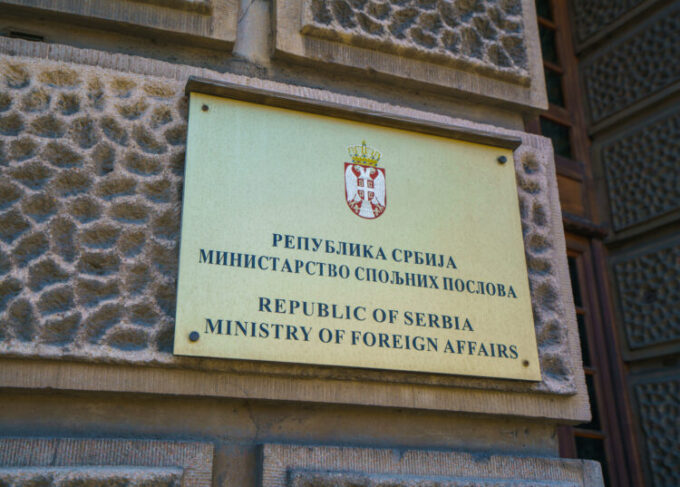 РЕПУБЛИКА СРБИЈА
МИНИСТАРСТВО СПОЉНИХ ПОСЛОВА
REPUBLIC OF SERBIA
MINISTRY OF FOREIGN AFFAIRS